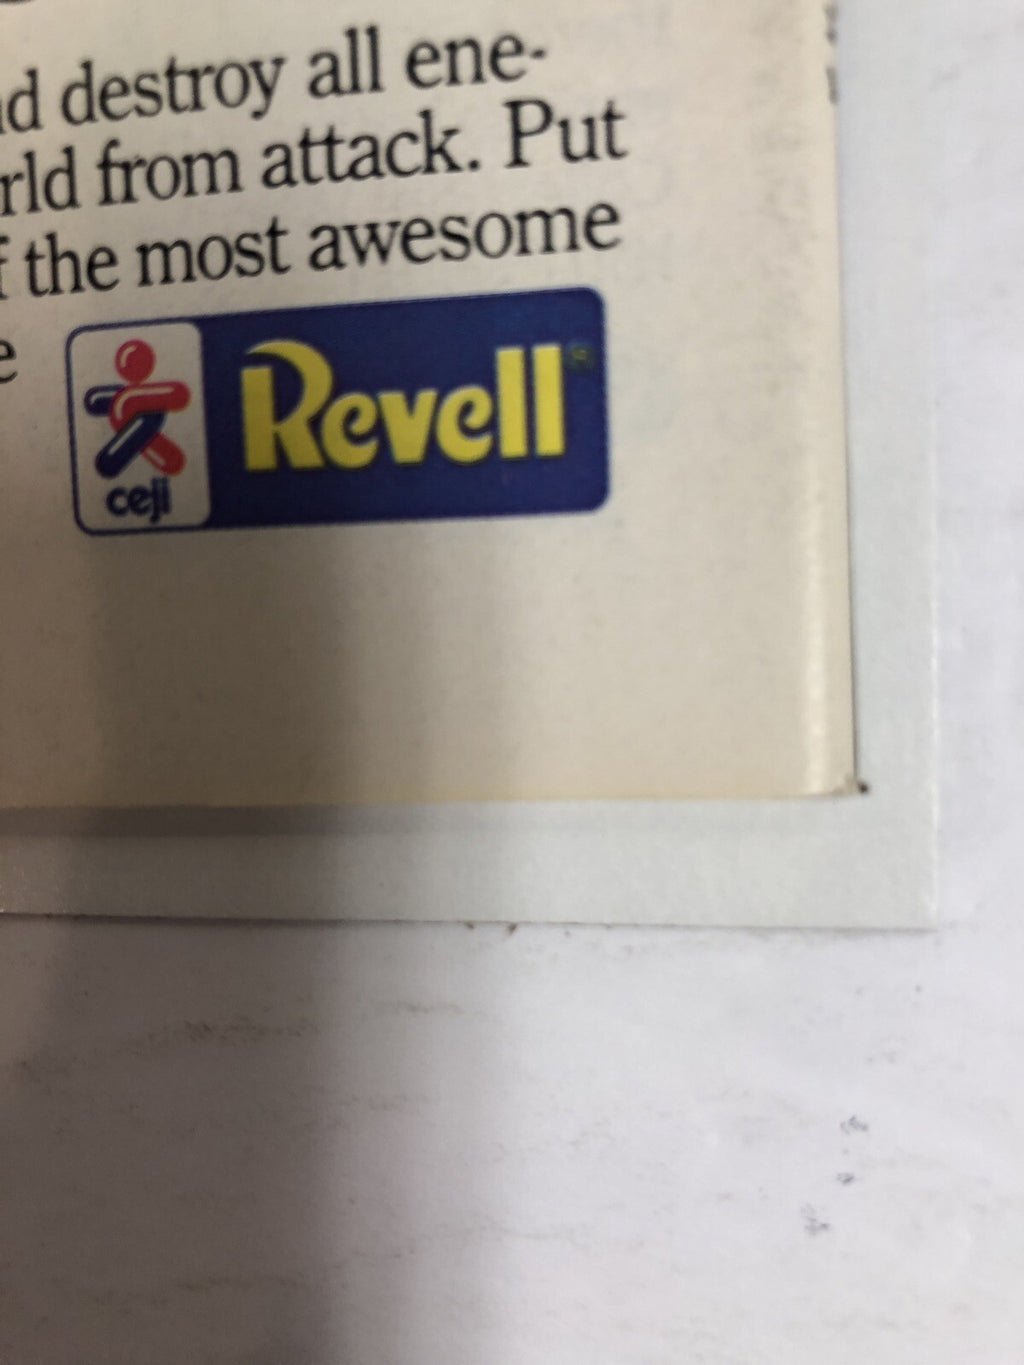 d destroy all ene-
rld from attack. Put
f the most awesome
e
Revell®
ceji